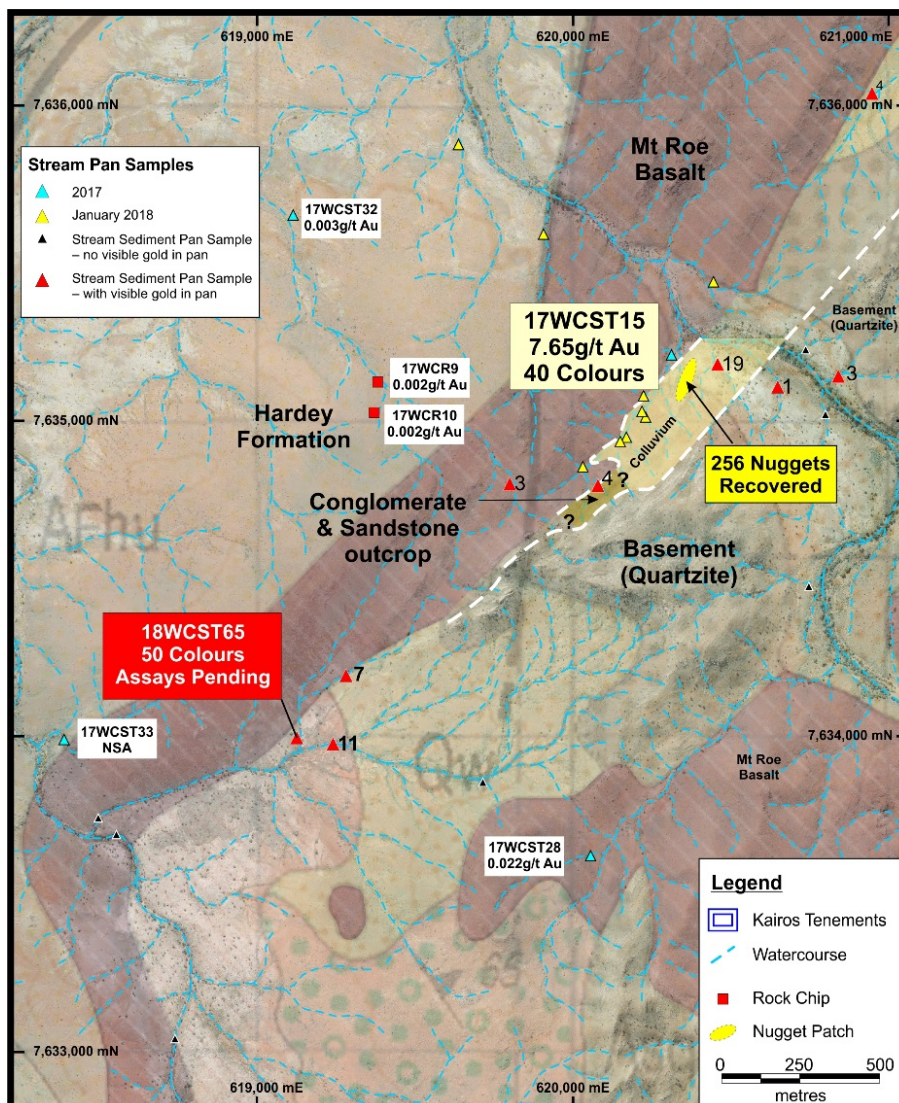 619,000 mE
620,000 mE
621,000 mE
7,636,000 mN
7,636,000 mN
4
Mt Roe
Basalt
Stream Pan Samples
2017
January 2018
Stream Sediment Pan Sample
– no visible gold in pan
Stream Sediment Pan Sample
– with visible gold in pan
17WCST32
0.003g/t Au
17WCST15
7.65g/t Au
40 Colours
Basement
(Quartzite)
17WCR9
0.002g/t Au
17WCR10
0.002g/t Au
19
1
3
7,635,000 mN
7,635,000 mN
Hardey
Formation
Colluvium
256 Nuggets
Recovered
3
4
?
?
Conglomerate
& Sandstone
outcrop
AFhu
Basement
(Quartzite)
18WCST65
50 Colours
Assays Pending
7
17WCST33
NSA
11
7,634,000 mN
Qw
Mt Roe
Basalt
17WCST28
0.022g/t Au
65
Legend
Kairos Tenements
Watercourse
Rock Chip
Nugget Patch
0 250 500
metres
7,633,000 mN
619,000 mE
620,000 mE